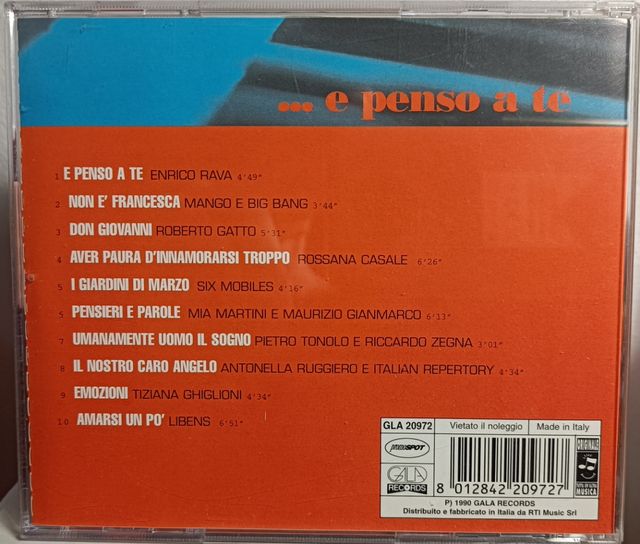 ... e penso a te
1 E PENSO A TE ENRICO RAVA 4'49"
2 NON E' FRANCESCA MANGO E BIG BANG 3'44"
3 DON GIOVANNI ROBERTO GATTO 5'31"
4 AVER PAURA D'INNAMORARSI TROPPO ROSSANA CASALE 6'26"
5 I GIARDINI DI MARZO SIX MOBILES 4'16"
6 PENSIERI E PAROLE MIA MARTINI E MAURIZIO GIANMARCO 6'13"
7 UMANAMENTE UOMO IL SOGNO PIETRO TONOLO E RICCARDO ZEGNA 3'01"
8 IL NOSTRO CARO ANGELO ANTONELLA RUGGIERO E ITALIAN REPERTORY 4'34"
9 EMOZIONI TIZIANA GHIGLIONI 4'34"
10 AMARSI UN PO' LIBENS 6'51"
GLA 20972 Vietato il noleggio Made in Italy
SPOT
GALA
RECORDS
ORIGINALE
MUSICA
8 012842 209727
P) 1990 GALA RECORDS
Distribuito e fabbricato in Italia da RTI Music Srl